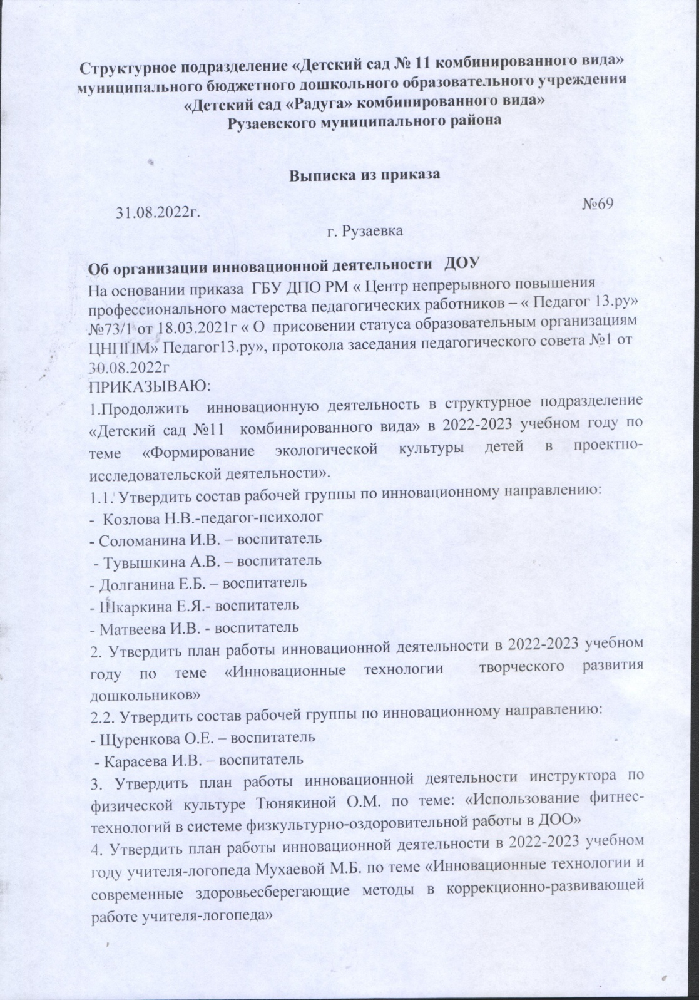 Структурное подразделение «Детский сад № 11 комбинированного вида»
муниципального бюджетного дошкольного образовательного учреждения
«Детский сад «Радуга» комбинированного вида»
Рузаевского муниципального района
Выписка из приказа
31.08.2022г. №69
г. Рузаевка
Об организации инновационной деятельности ДОУ
На основании приказа ГБУ ДПО РМ « Центр непрерывного повышения
профессионального мастерства педагогических работников – « Педагог 13.ру»
№73/1 от 18.03.2021г « О присовении статуса образовательным организациям
ЦНППМ» Педагог13.ру», протокола заседания педагогического совета №1 от
30.08.2022г
ПРИКАЗЫВАЮ:
1.Продолжить инновационную деятельность в структурное подразделение
«Детский сад №11 комбинированного вида» в 2022-2023 учебном году по
теме «Формирование экологической культуры детей в проектно-
исследовательской деятельности».
1.1. Утвердить состав рабочей группы по инновационному направлению:
- Козлова Н.В.-педагог-психолог
- Соломанина И.В. – воспитатель
- Тувышкина А.В. – воспитатель
- Долганина Е.Б. – воспитатель
- Шкаркина Е.Я.- воспитатель
- Матвеева И.В. - воспитатель
2. Утвердить план работы инновационной деятельности в 2022-2023 учебном
году по теме «Инновационные технологии творческого развития
дошкольников»
2.2. Утвердить состав рабочей группы по инновационному направлению:
- Щуренкова О.Е. – воспитатель
- Карасева И.В. – воспитатель
3. Утвердить план работы инновационной деятельности инструктора по
физической культуре Тюнякиной О.М. по теме: «Использование фитнес-
технологий в системе физкультурно-оздоровительной работы в ДОО»
4. Утвердить план работы инновационной деятельности в 2022-2023 учебном
году учителя-логопеда Мухаевой М.Б. по теме «Инновационные технологии и
современные здоровьесберегающие методы в коррекционно-развивающей
работе учителя-логопеда»